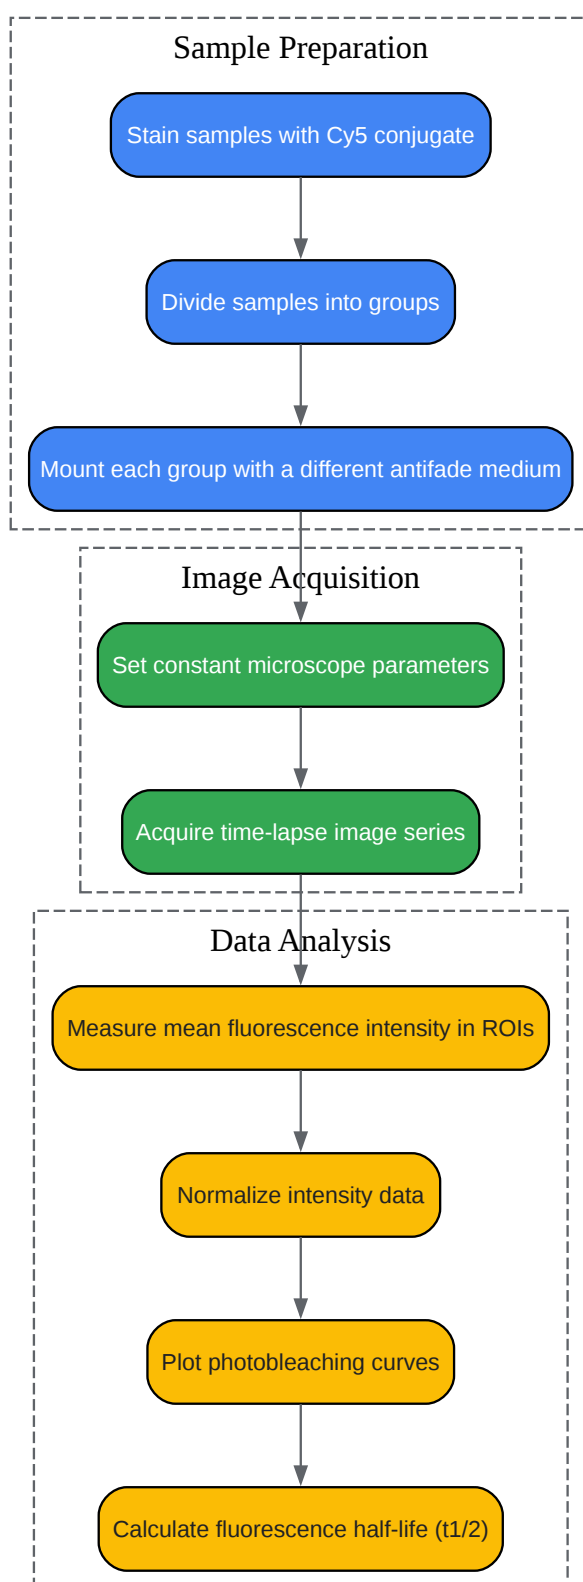 Sample Preparation
Stain samples with Cy5 conjugate
Divide samples into groups
Mount each group with a different antifade medium
Image Acquisition
Set constant microscope parameters
Acquire time-lapse image series
Data Analysis
Measure mean fluorescence intensity in ROIs
Normalize intensity data
Plot photobleaching curves
Calculate fluorescence half-life (t1/2)